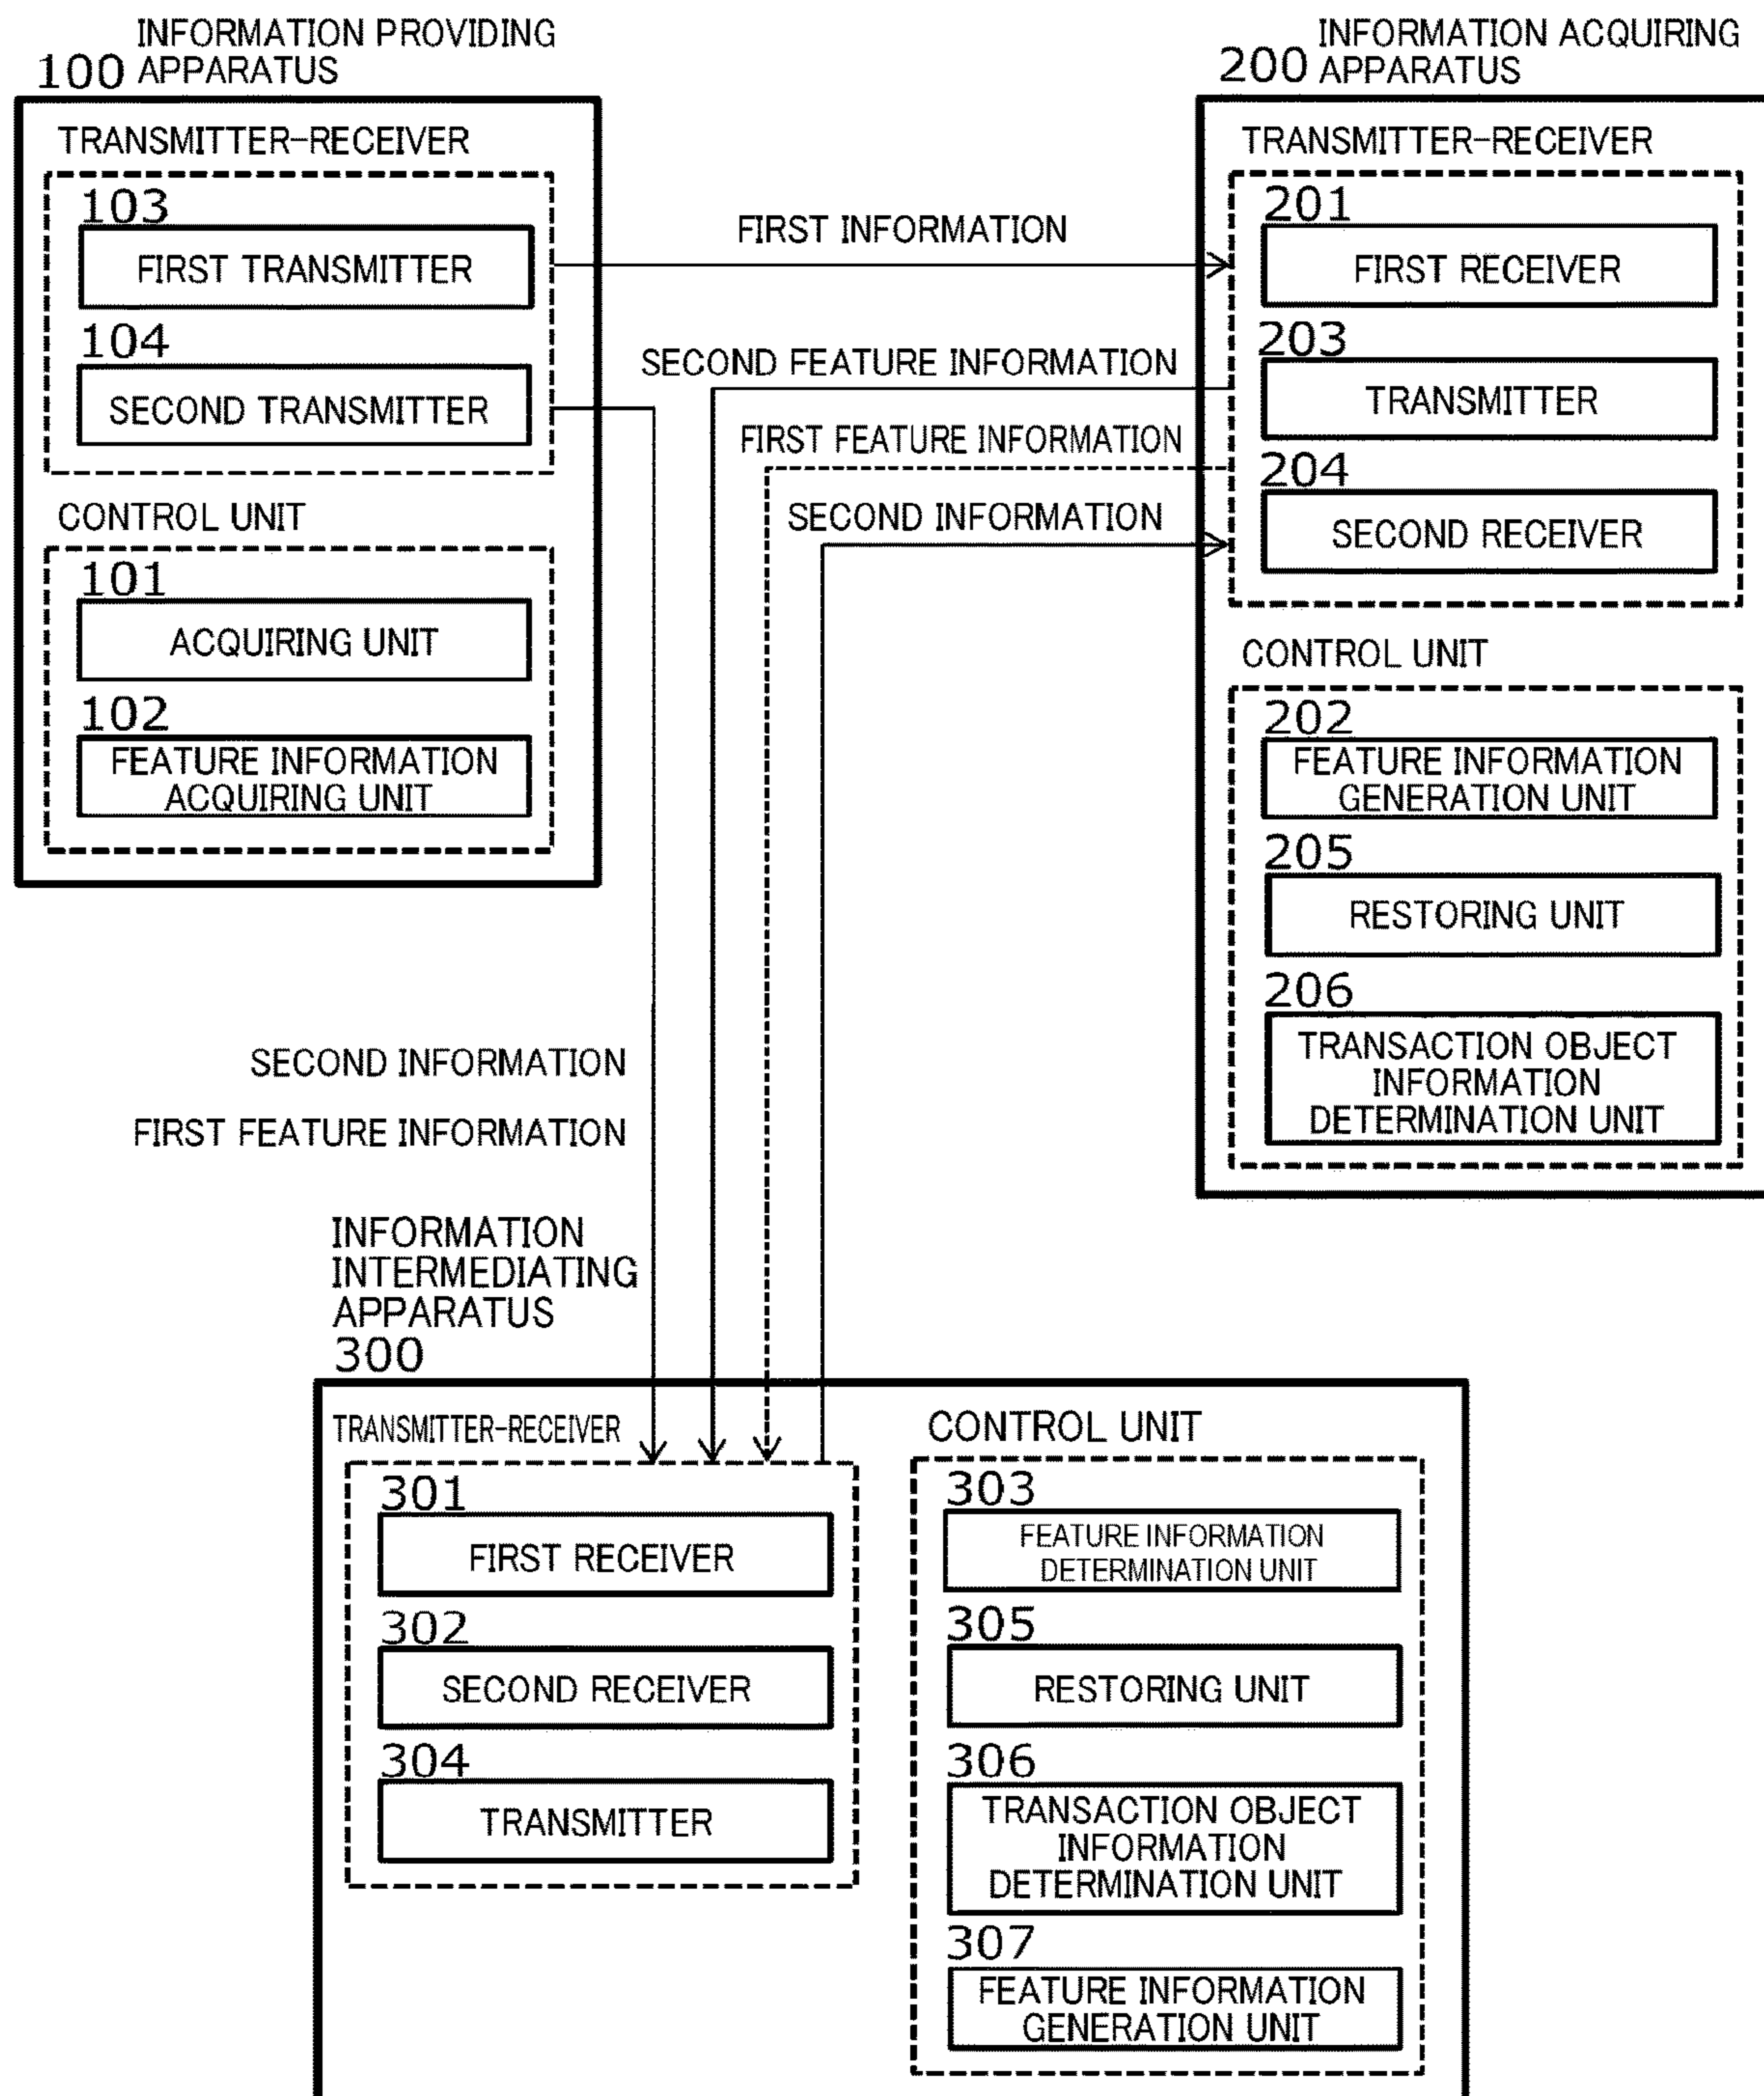 INFORMATION PROVIDING
100 APPARATUS
TRANSMITTER-RECEIVER
103
FIRST TRANSMITTER
104
SECOND TRANSMITTER
CONTROL UNIT
101
ACQUIRING UNIT
102
FEATURE INFORMATION
ACQUIRING UNIT
FIRST INFORMATION
SECOND FEATURE INFORMATION
FIRST FEATURE INFORMATION
SECOND INFORMATION
INFORMATION ACQUIRING
200 APPARATUS
TRANSMITTER-RECEIVER
201
FIRST RECEIVER
203
TRANSMITTER
204
SECOND RECEIVER
CONTROL UNIT
202
FEATURE INFORMATION
GENERATION UNIT
205
RESTORING UNIT
206
TRANSACTION OBJECT
INFORMATION
DETERMINATION UNIT
SECOND INFORMATION
FIRST FEATURE INFORMATION
INFORMATION
INTERMEDIATING
APPARATUS
300
TRANSMITTER-RECEIVER
301
FIRST RECEIVER
302
SECOND RECEIVER
304
TRANSMITTER
CONTROL UNIT
303
FEATURE INFORMATION
DETERMINATION UNIT
305
RESTORING UNIT
306
TRANSACTION OBJECT
INFORMATION
DETERMINATION UNIT
307
FEATURE INFORMATION
GENERATION UNIT